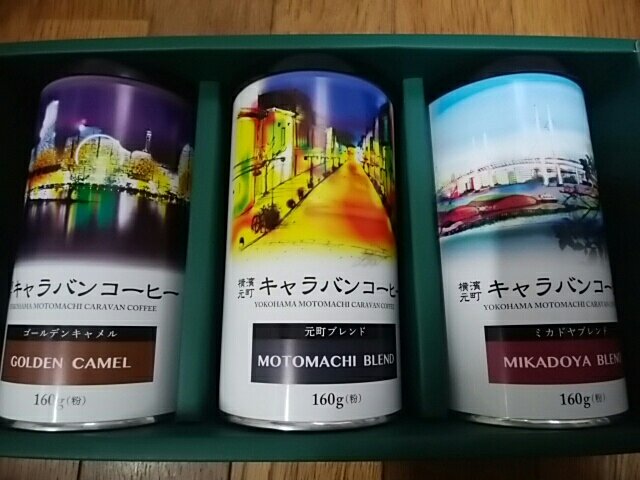 キャラバンコーヒー
YOKOHAMA MOTOMACHI CARAVAN COFFEE
ゴールデンキャメル
GOLDEN CAMEL
160g(粉)
横濱元町 キャラバンコーヒ
YOKOHAMA MOTOMACHI CARAVAN COFFEE
元町ブレンド
MOTOMACHI BLEND
160g(粉)
横濱元町 キャラバンコー
YOKOHAMA MOTOMACHI CARAVAN
ミカドヤブレンド
MIKADOYA BLEN
160g(粉)